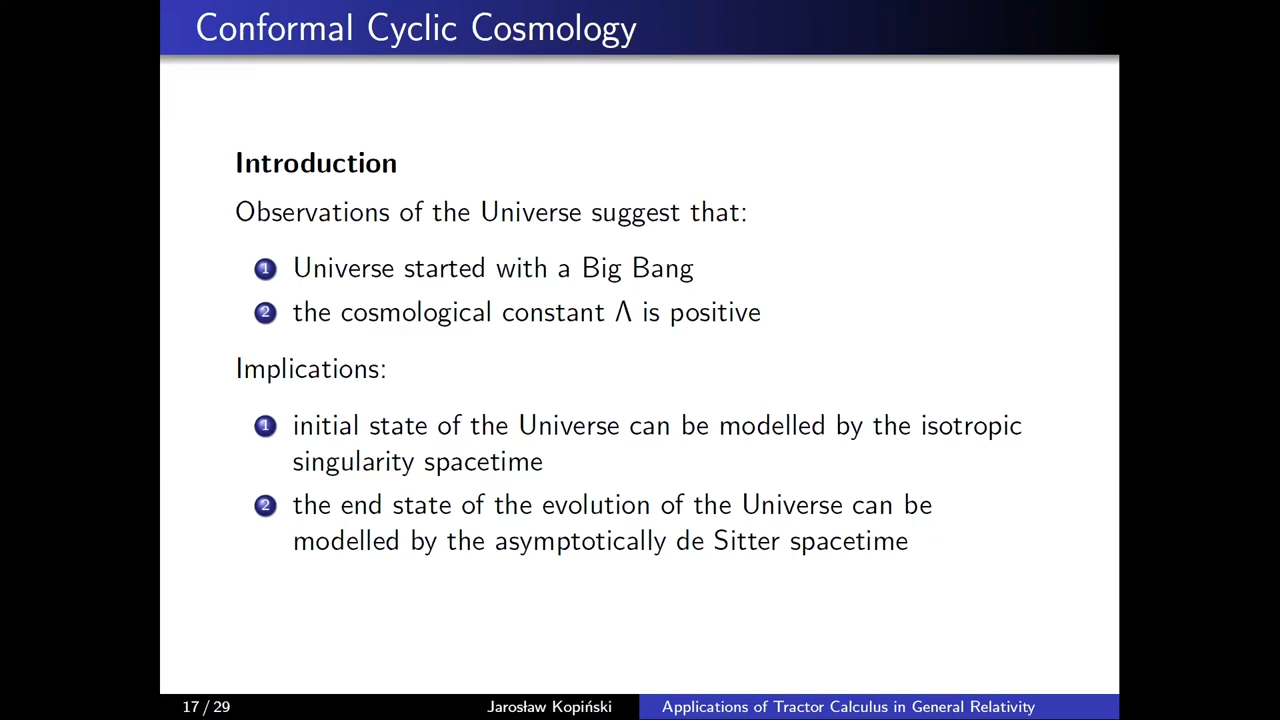 Conformal Cyclic Cosmology
Introduction
Observations of the Universe suggest that:
1 Universe started with a Big Bang
2 the cosmological constant Λ is positive
Implications:
1 initial state of the Universe can be modelled by the isotropic
singularity spacetime
2 the end state of the evolution of the Universe can be
modelled by the asymptotically de Sitter spacetime
17 / 29 Jarosław Kopiński Applications of Tractor Calculus in General Relativity